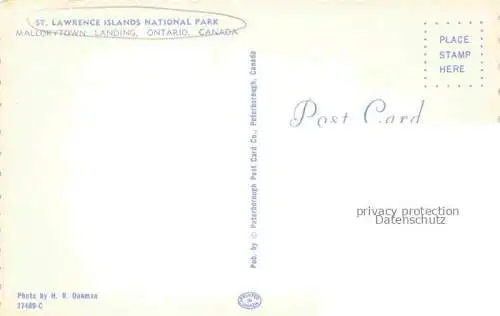 ST. LAWRENCE ISLANDS NATIONAL PARK
MALLORYTOWN LANDING, ONTARIO, CANADA
PLACE
STAMP
HERE
Post Card
Pub. by © Peterborough Post Card Co., Peterborough, Canada
privacy protection
Datenschutz
Photo by H. R. Oakman
27489-C